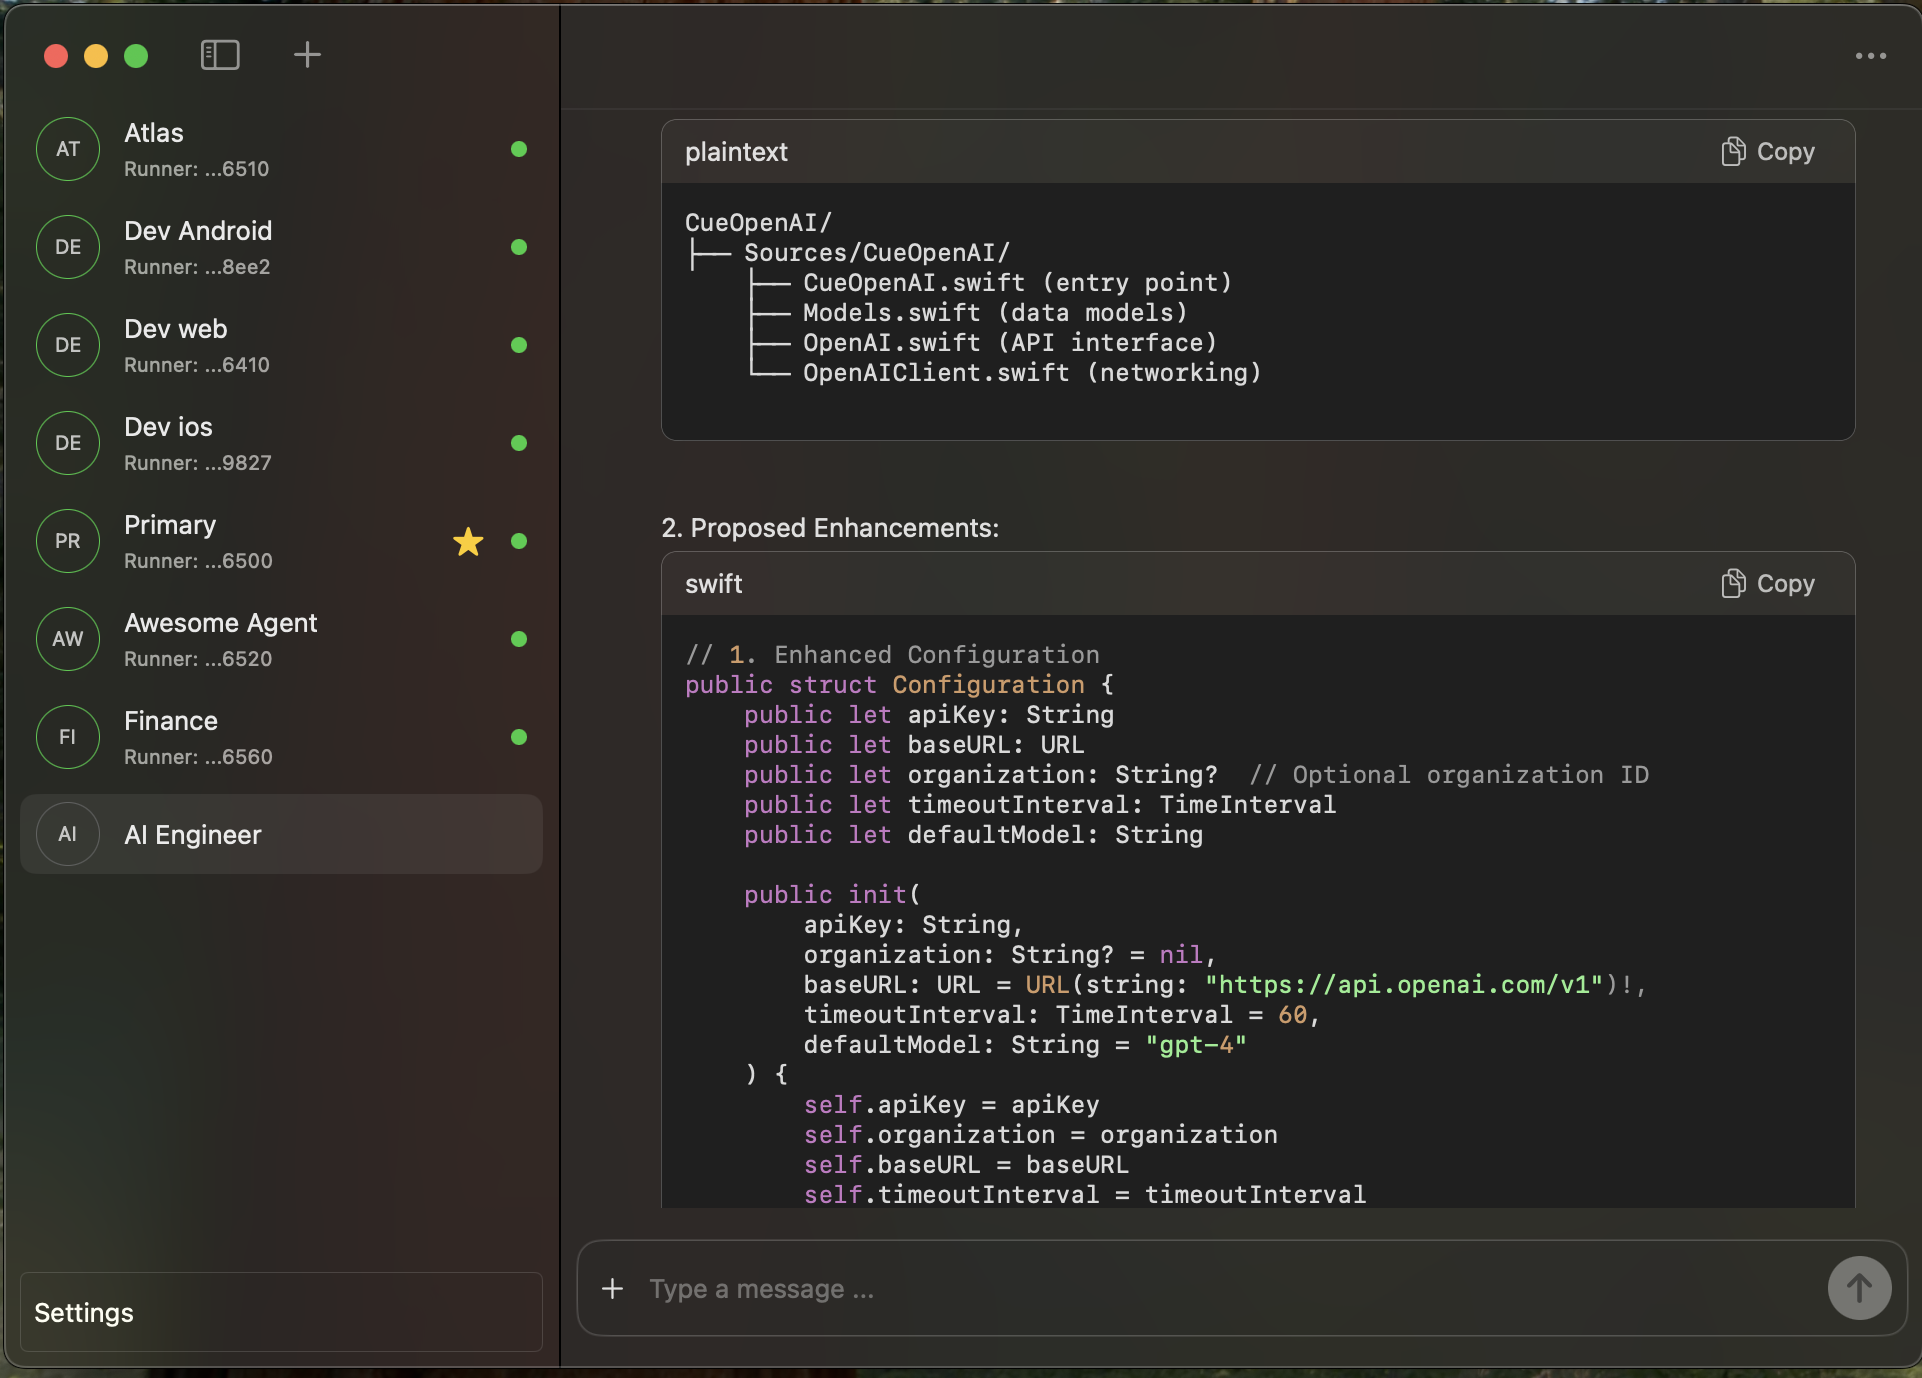 AT
Atlas
Runner: ...6510
DE
Dev Android
Runner: ...8ee2
DE
Dev web
Runner: ...6410
DE
Dev ios
Runner: ...9827
PR
Primary
Runner: ...6500
AW
Awesome Agent
Runner: ...6520
FI
Finance
Runner: ...6560
AI
AI Engineer
Settings
plaintext
Copy
CueOpenAI/
├── Sources/CueOpenAI/
    ├── CueOpenAI.swift (entry point)
    ├── Models.swift (data models)
    ├── OpenAI.swift (API interface)
    └── OpenAIClient.swift (networking)
2. Proposed Enhancements:
swift
Copy
// 1. Enhanced Configuration
public struct Configuration {
    public let apiKey: String
    public let baseURL: URL
    public let organization: String?  // Optional organization ID
    public let timeoutInterval: TimeInterval
    public let defaultModel: String
    public init(
        apiKey: String,
        organization: String? = nil,
        baseURL: URL = URL(string: "https://api.openai.com/v1")!,
        timeoutInterval: TimeInterval = 60,
        defaultModel: String = "gpt-4"
    ) {
        self.apiKey = apiKey
        self.organization = organization
        self.baseURL = baseURL
        self.timeoutInterval = timeoutInterval
Type a message ...